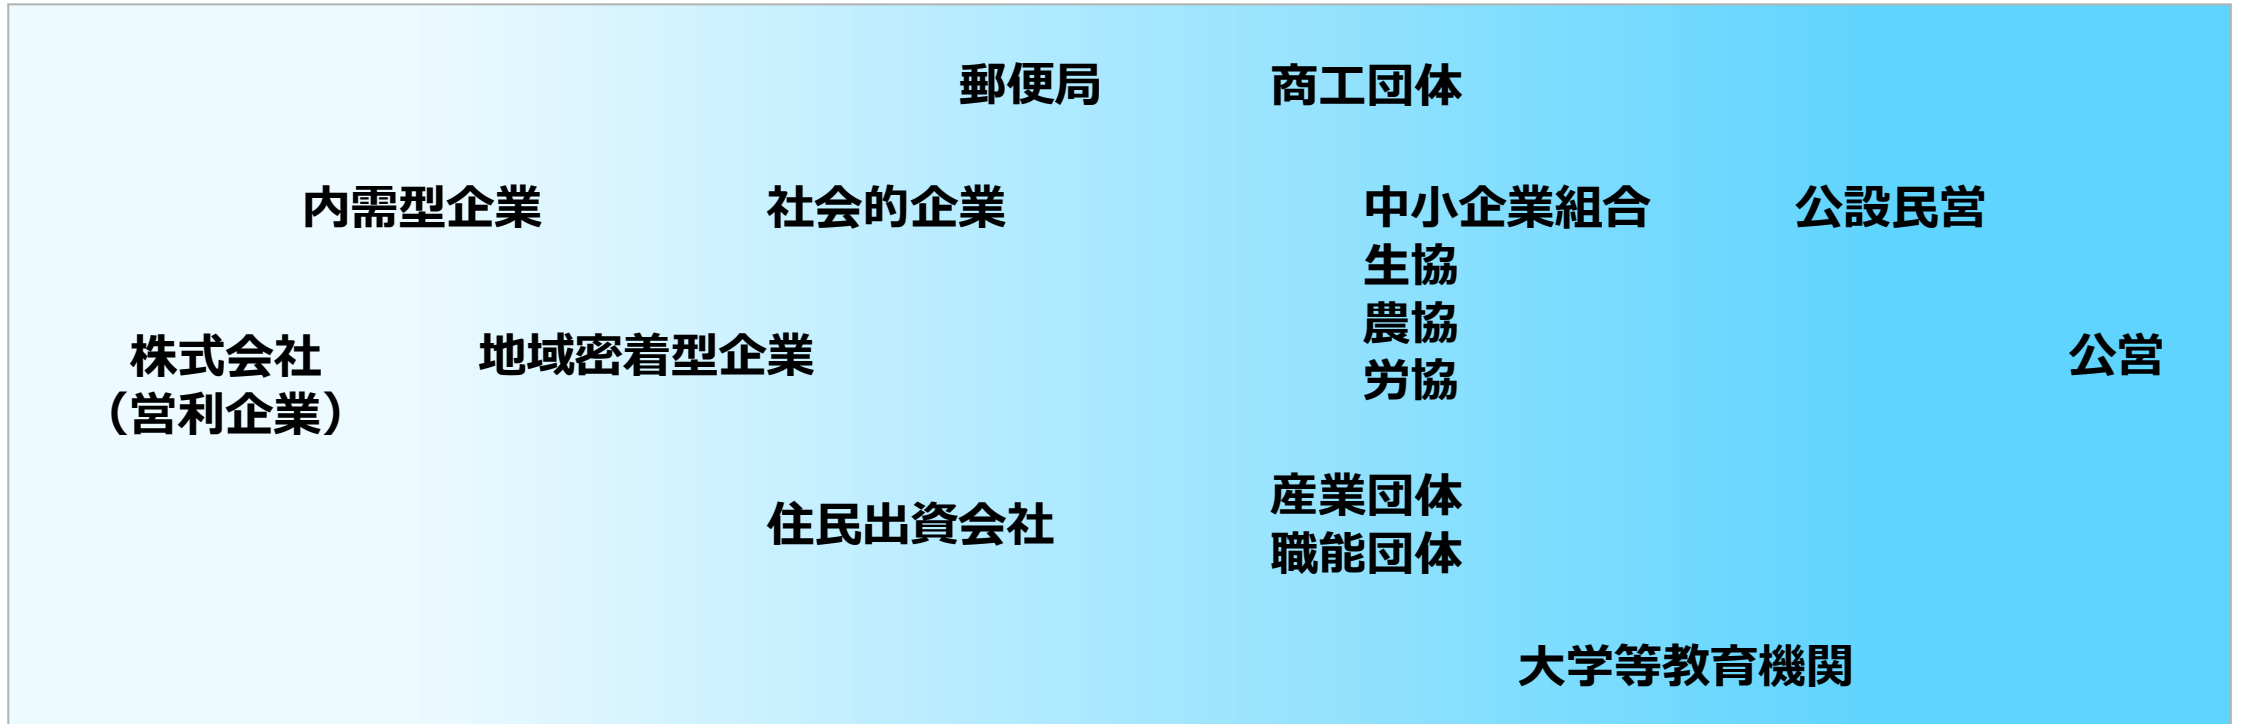 郵便局
商工団体
内需型企業
社会的企業
中小企業組合
公設民営
生協
農協
労協
株式会社
（営利企業）
地域密着型企業
公営
住民出資会社
産業団体
職能団体
大学等教育機関